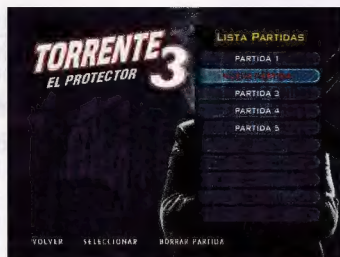 TORRENTE 3
EL PROTECTOR
LISTA PARTIDAS
PARTIDA 1
PARTIDA 3
PARTIDA 4
PARTIDA 5
VOLVER SELECCIONAR BORRAR PARTIDA